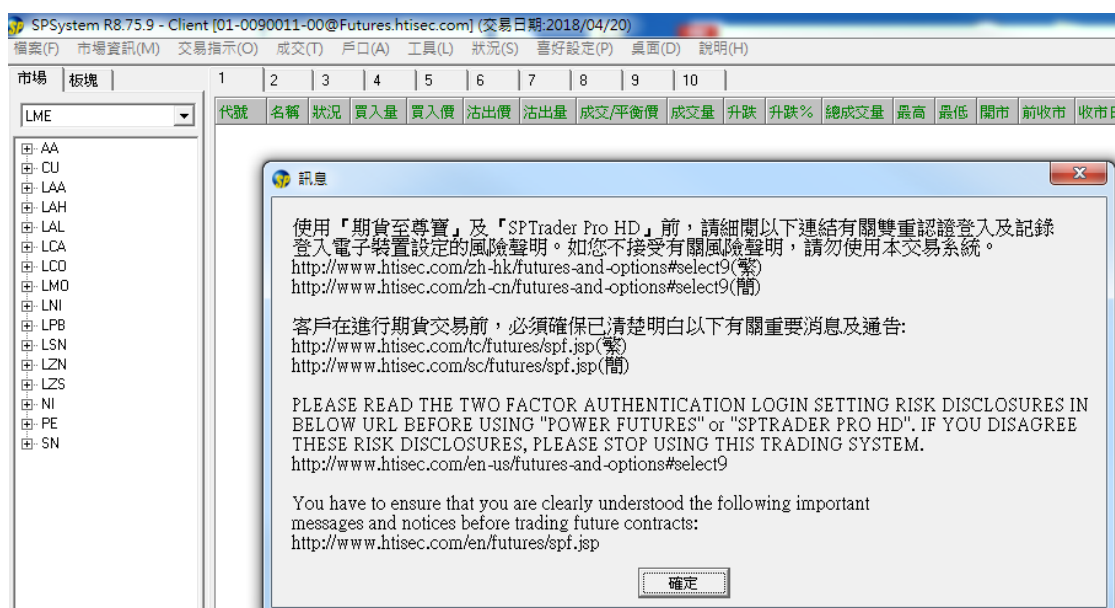 SPSystem R8.75.9 - Client [01-0090011-00@Futures.htisec.com] (交易日期:2018/04/20)
檔案(F) 市場資訊(M) 交易指示(O) 成交(T) 戶口(A) 工具(L) 狀況(S) 喜好設定(P) 桌面(D) 說明(H)
市場 板塊 1 2 3 4 5 6 7 8 9 10
LME
代號 名稱 狀況 買入量 買入價 沽出價 沽出量 成交/平衡價 成交量 升跌 升跌% 總成交量 最高 最低 開市 前收市 收市日
AA
CU
LAA
LAH
LAL
LCA
LCO
LMO
LNI
LPB
LSN
LZN
LZS
NI
PE
SN
訊息
使用「期貨至尊寶」及「SPTrader Pro HD」前，請細閱以下連結有關雙重認證登入及記錄
登入電子裝置設定的風險聲明。如您不接受有關風險聲明，請勿使用本交易系統。
http://www.htisec.com/zh-hk/futures-and-options#select9(繁)
http://www.htisec.com/zh-cn/futures-and-options#select9(簡)
客戶在進行期貨交易前，必須確保已清楚明白以下有關重要消息及通告:
http://www.htisec.com/tc/futures/spf.jsp(繁)
http://www.htisec.com/sc/futures/spf.jsp(簡)
PLEASE READ THE TWO FACTOR AUTHENTICATION LOGIN SETTING RISK DISCLOSURES IN
BELOW URL BEFORE USING "POWER FUTURES" or "SPTRADER PRO HD". IF YOU DISAGREE
THESE RISK DISCLOSURES, PLEASE STOP USING THIS TRADING SYSTEM.
http://www.htisec.com/en-us/futures-and-options#select9
You have to ensure that you are clearly understood the following important
messages and notices before trading future contracts:
http://www.htisec.com/en/futures/spf.jsp
確定